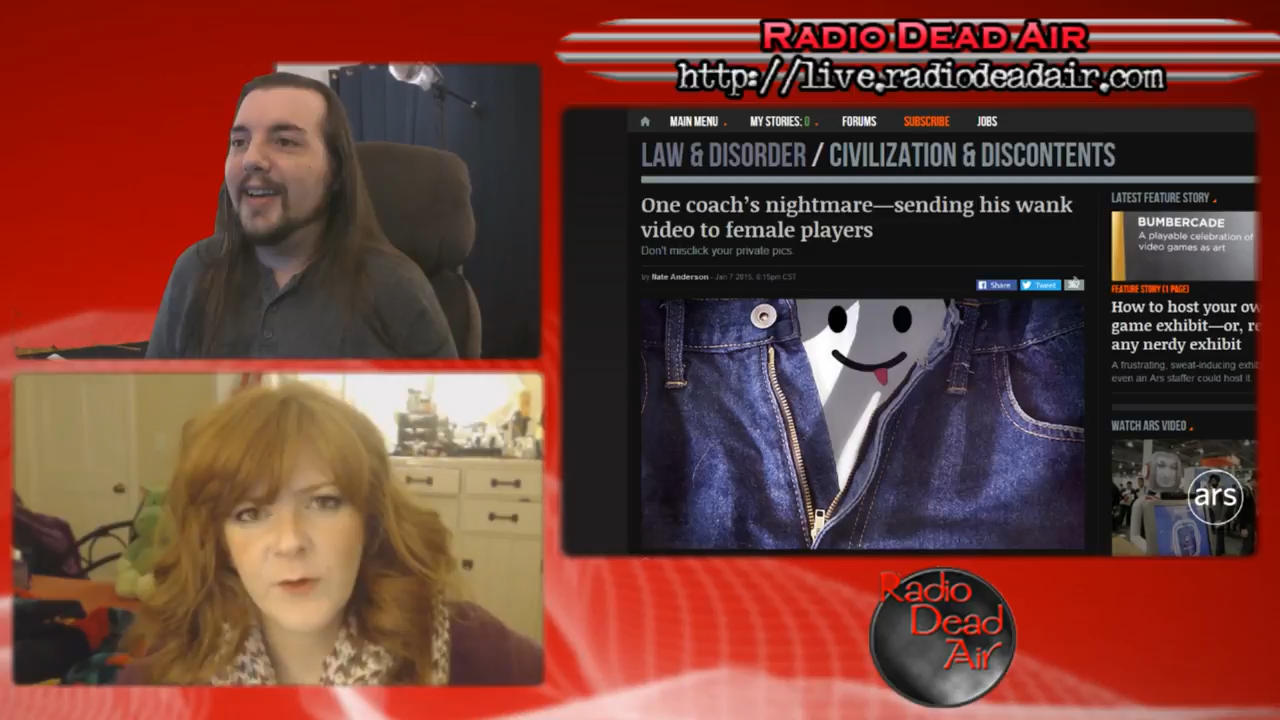 RADIO DEAD AIR
http://live.radiodeadair.com
MAIN MENU
MY STORIES: 0
FORUMS
SUBSCRIBE
JOBS
LAW & DISORDER / CIVILIZATION & DISCONTENTS
One coach's nightmare—sending his wank
video to female players
Don't misclick your private pics.
by Nate Anderson - Jan 7 2015, 6:15pm CST
Share
Tweet
LATEST FEATURE STORY
BUMBERCADE
A playable celebration of
video games as art
FEATURE STORY (1 PAGE)
How to host your ow
game exhibit—or, re
any nerdy exhibit
A frustrating, sweat-inducing exhib
even an Ars staffer could host it.
WATCH ARS VIDEO
ars
Radio
Dead
Air